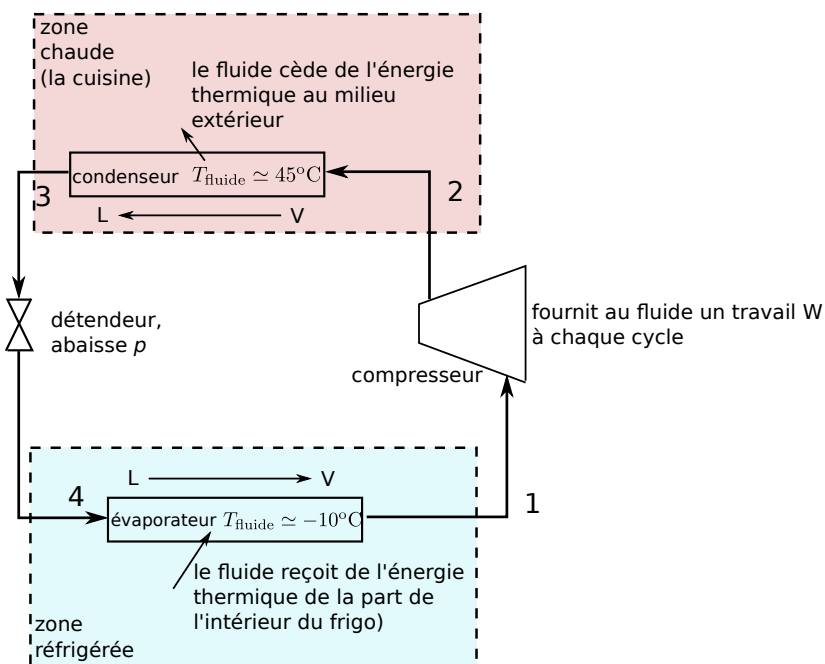 zone
chaude
(la cuisine)
le fluide cède de l'énergie
thermique au milieu
extérieur
condenseur T_fluide ≃ 45°C
3
2
L V
détendeur,
abaisse p
fournit au fluide un travail W
à chaque cycle
compresseur
L V
4
1
évaporateur T_fluide ≃ −10°C
le fluide reçoit de l'énergie
thermique de la part de
l'intérieur du frigo)
zone
réfrigérée